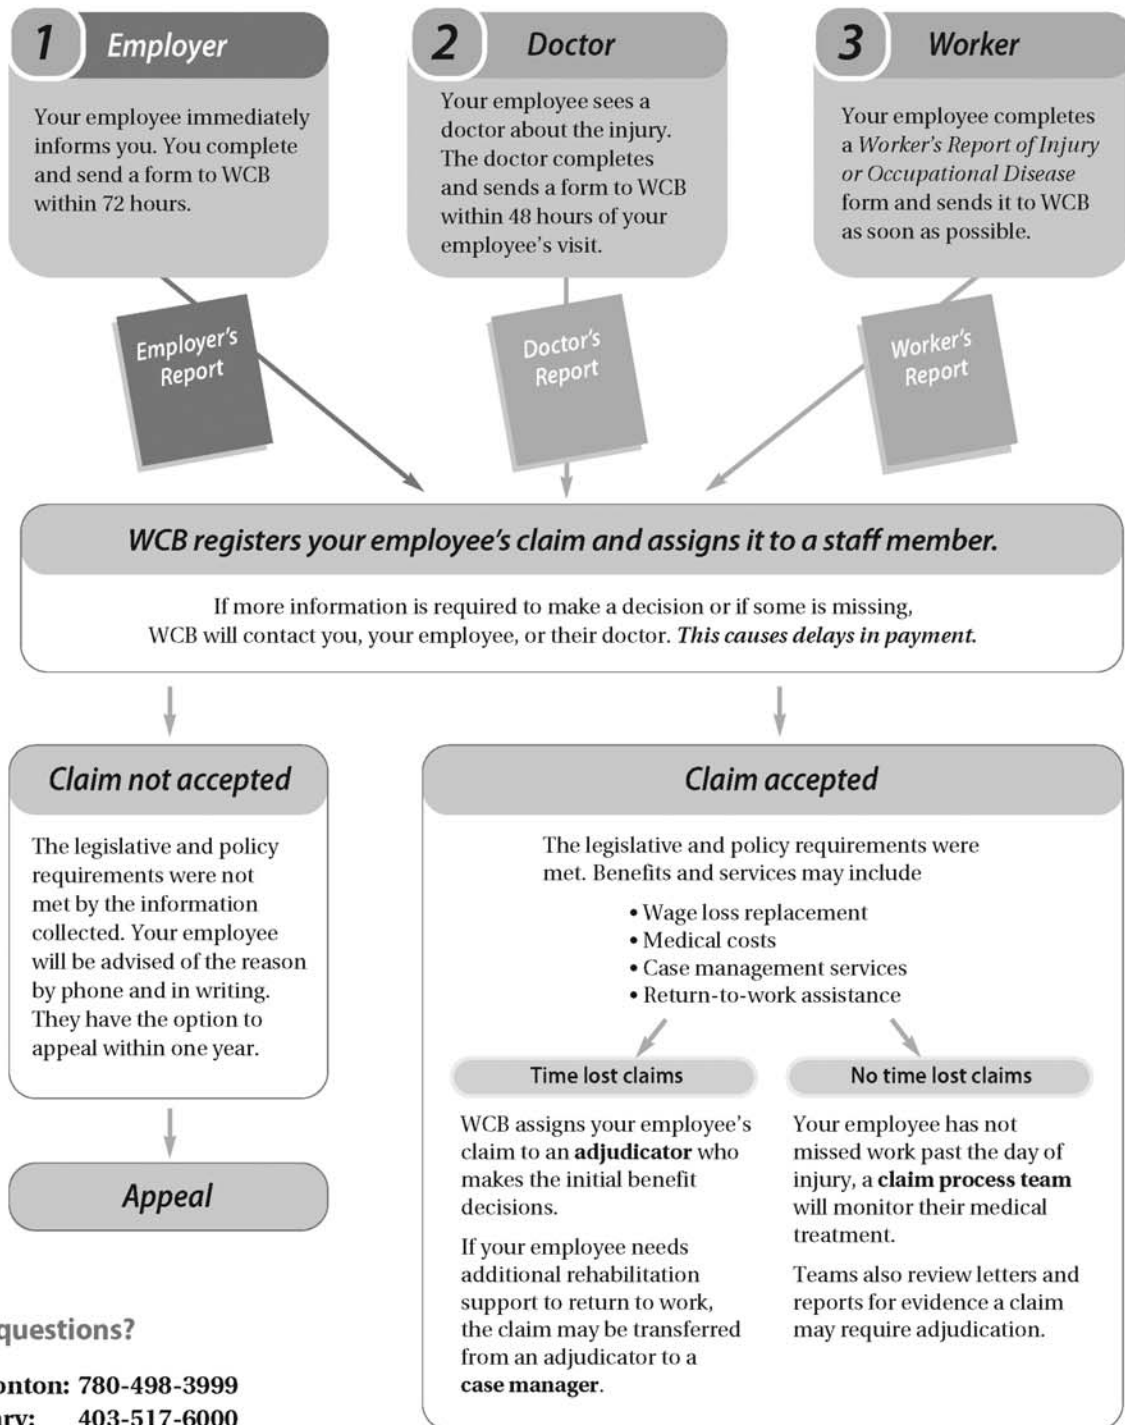 1 Employer
Your employee immediately
informs you. You complete
and send a form to WCB
within 72 hours.
2 Doctor
Your employee sees a
doctor about the injury.
The doctor completes
and sends a form to WCB
within 48 hours of your
employee's visit.
3 Worker
Your employee completes
a Worker's Report of Injury
or Occupational Disease
form and sends it to WCB
as soon as possible.
Employer's
Report
Doctor's
Report
Worker's
Report
WCB registers your employee's claim and assigns it to a staff member.
If more information is required to make a decision or if some is missing,
WCB will contact you, your employee, or their doctor. This causes delays in payment.
Claim not accepted
The legislative and policy
requirements were not
met by the information
collected. Your employee
will be advised of the reason
by phone and in writing.
They have the option to
appeal within one year.
Appeal
Claim accepted
The legislative and policy requirements were
met. Benefits and services may include
• Wage loss replacement
• Medical costs
• Case management services
• Return-to-work assistance
Time lost claims
WCB assigns your employee's
claim to an adjudicator who
makes the initial benefit
decisions.
If your employee needs
additional rehabilitation
support to return to work,
the claim may be transferred
from an adjudicator to a
case manager.
No time lost claims
Your employee has not
missed work past the day of
injury, a claim process team
will monitor their medical
treatment.
Teams also review letters and
reports for evidence a claim
may require adjudication.
questions?
onton: 780-498-3999
ary: 403-517-6000